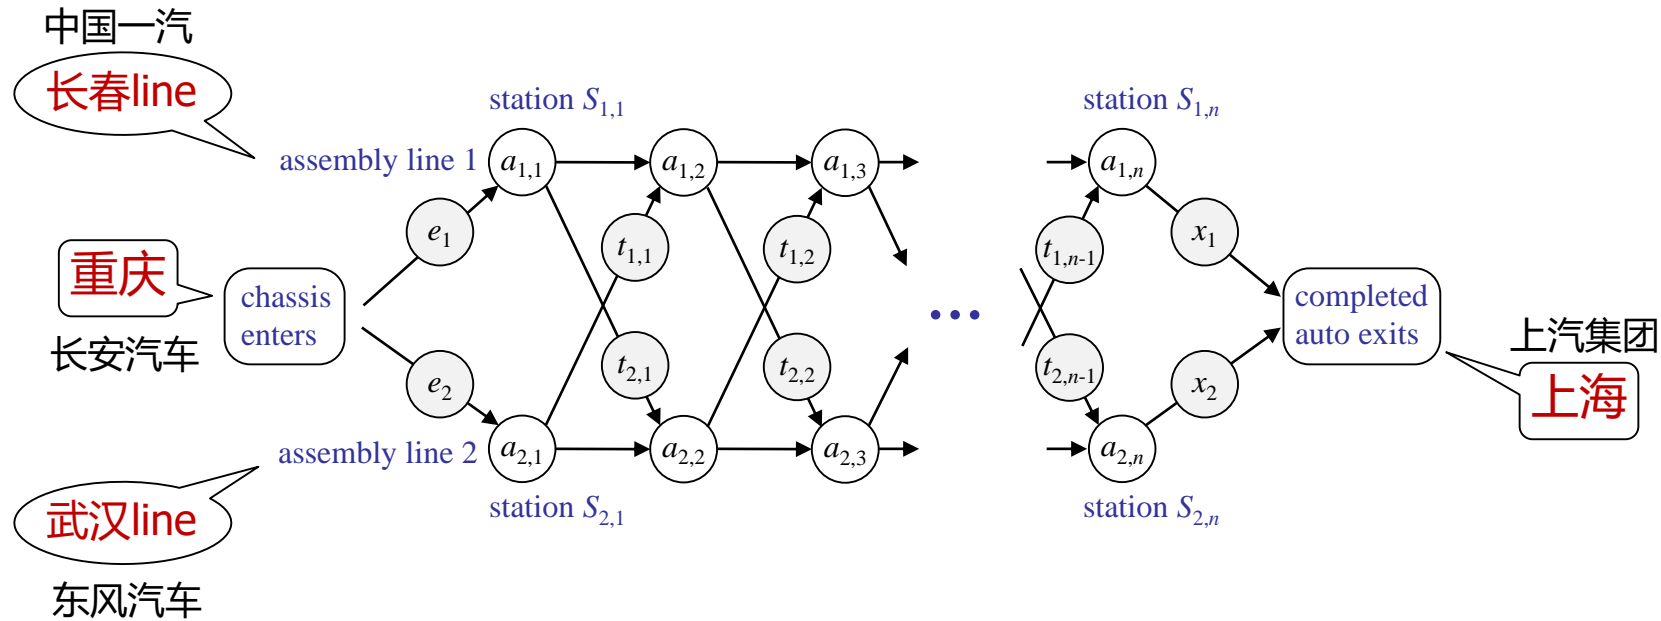 中国一汽
长春line
station S1,1
station S1,n
assembly line 1
a1,1
a1,2
a1,3
a1,n
e1
t1,1
t1,2
t1,n-1
x1
重庆
长安汽车
chassis
enters
...
completed
auto exits
上汽集团
上海
e2
t2,1
t2,2
t2,n-1
x2
assembly line 2
a2,1
a2,2
a2,3
a2,n
station S2,1
station S2,n
武汉line
东风汽车